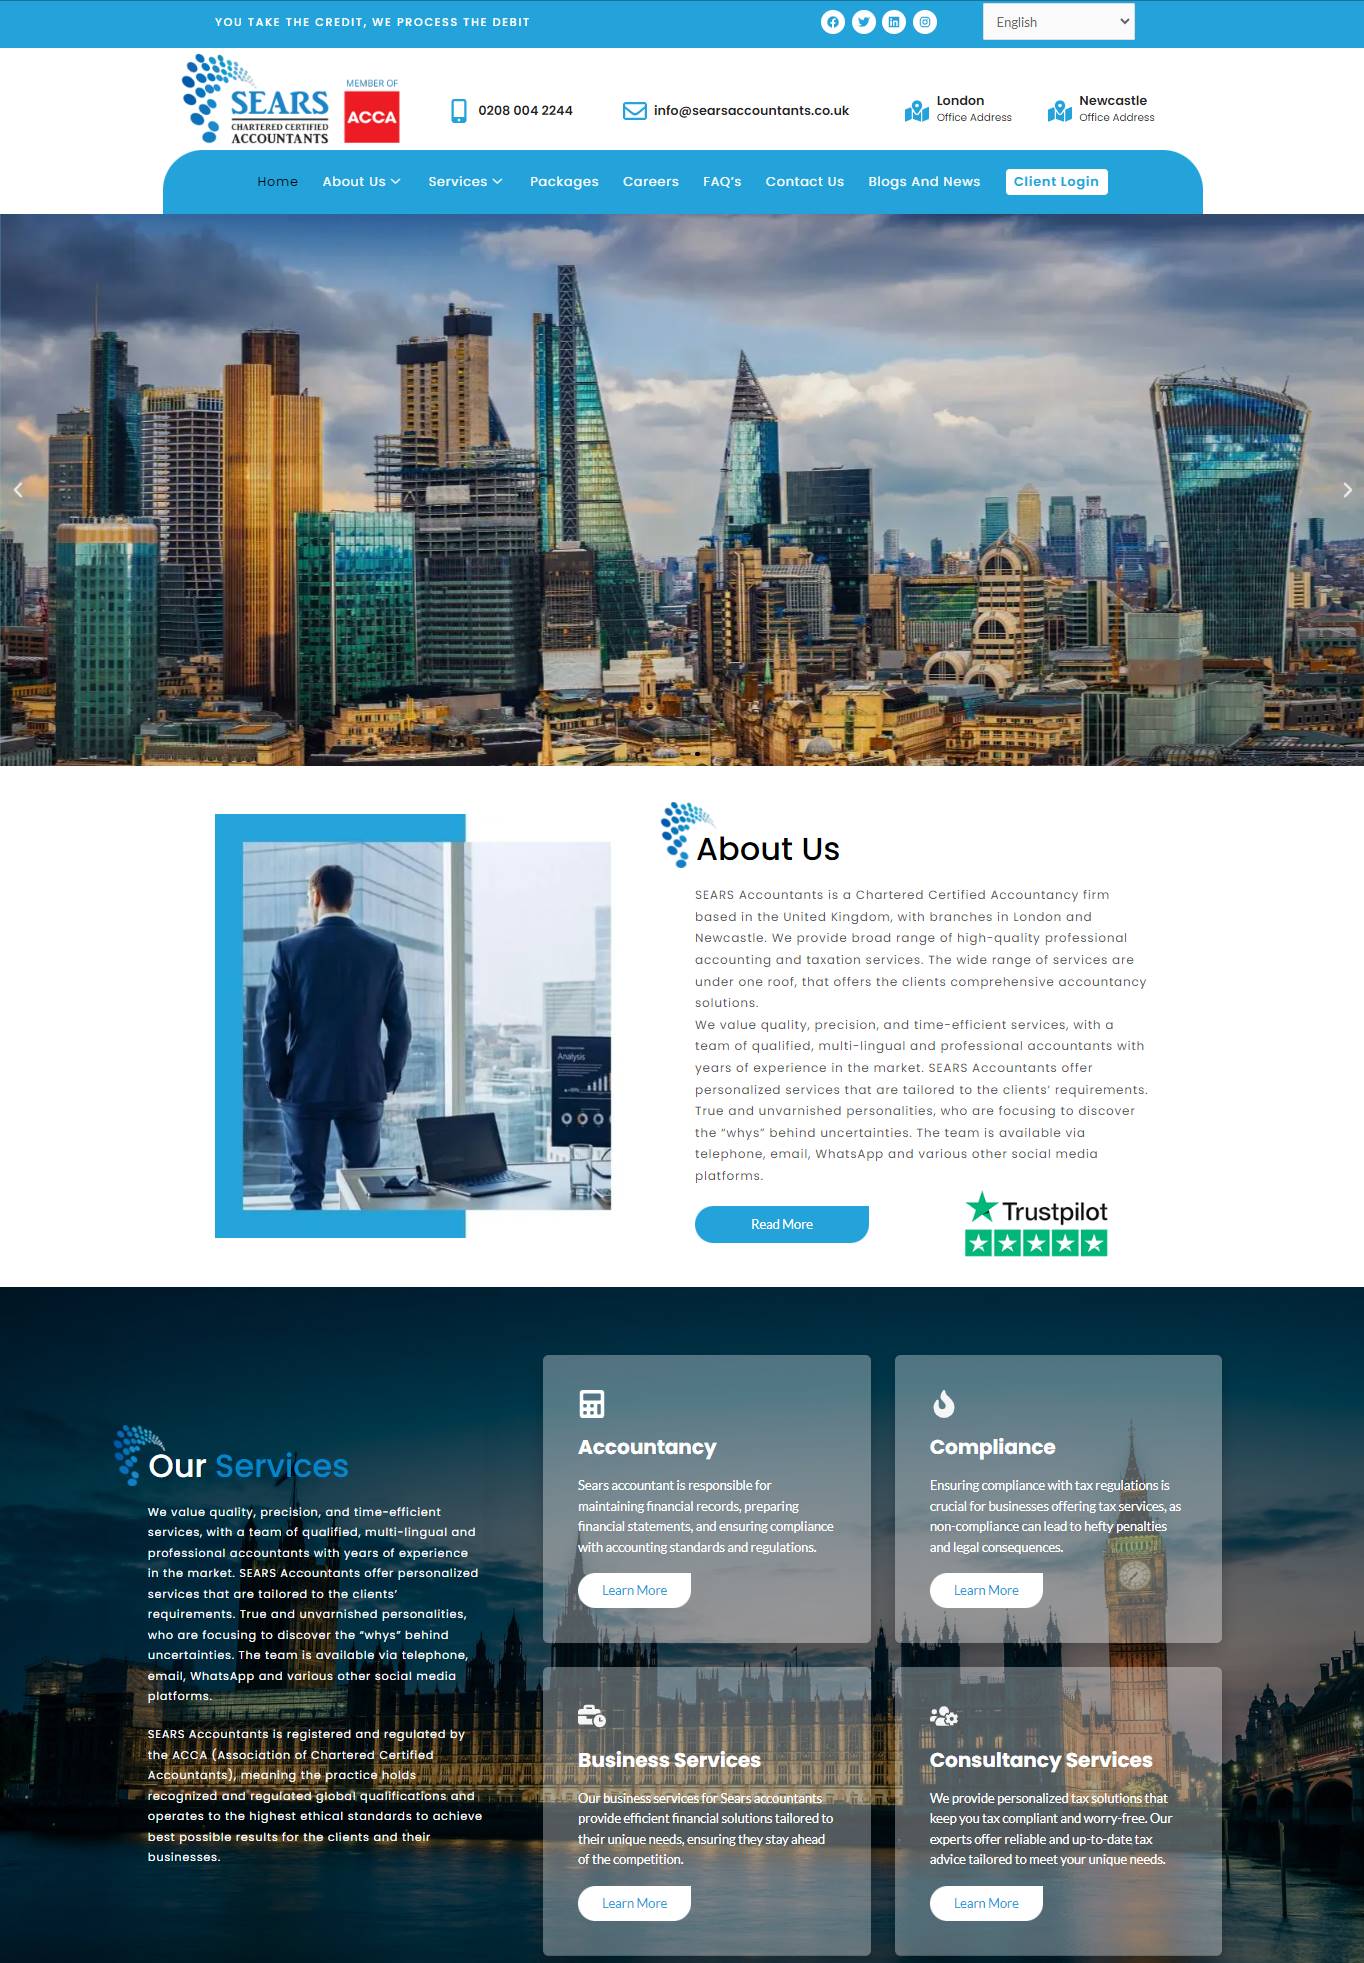 YOU TAKE THE CREDIT, WE PROCESS THE DEBIT
English
SEARS
CHARTERED CERTIFIED
ACCOUNTANTS
MEMBER OF
ACCA
0208 004 2244
info@searsaccountants.co.uk
London
Office Address
Newcastle
Office Address
Home
About Us
Services
Packages
Careers
FAQ's
Contact Us
Blogs And News
Client Login
About Us
SEARS Accountants is a Chartered Certified Accountancy firm
based in the United Kingdom, with branches in London and
Newcastle. We provide broad range of high-quality professional
accounting and taxation services. The wide range of services are
under one roof, that offers the clients comprehensive accountancy
solutions.
We value quality, precision, and time-efficient services, with a
team of qualified, multi-lingual and professional accountants with
years of experience in the market. SEARS Accountants offer
personalized services that are tailored to the clients' requirements.
True and unvarnished personalities, who are focusing to discover
the "whys" behind uncertainties. The team is available via
telephone, email, WhatsApp and various other social media
platforms.
Analysis
Read More
Trustpilot
Our Services
We value quality, precision, and time-efficient
services, with a team of qualified, multi-lingual and
professional accountants with years of experience
in the market. SEARS Accountants offer personalized
services that are tailored to the clients'
requirements. True and unvarnished personalities,
who are focusing to discover the "whys" behind
uncertainties. The team is available via telephone,
email, WhatsApp and various other social media
platforms.
SEARS Accountants is registered and regulated by
the ACCA (Association of Chartered Certified
Accountants), meaning the practice holds
recognized and regulated global qualifications and
operates to the highest ethical standards to achieve
best possible results for the clients and their
businesses.
Accountancy
Sears accountant is responsible for
maintaining financial records, preparing
financial statements, and ensuring compliance
with accounting standards and regulations.
Learn More
Compliance
Ensuring compliance with tax regulations is
crucial for businesses offering tax services, as
non-compliance can lead to hefty penalties
and legal consequences.
Learn More
Business Services
Our business services for Sears accountants
provide efficient financial solutions tailored to
their unique needs, ensuring they stay ahead
of the competition.
Learn More
Consultancy Services
We provide personalized tax solutions that
keep you tax compliant and worry-free. Our
experts offer reliable and up-to-date tax
advice tailored to meet your unique needs.
Learn More